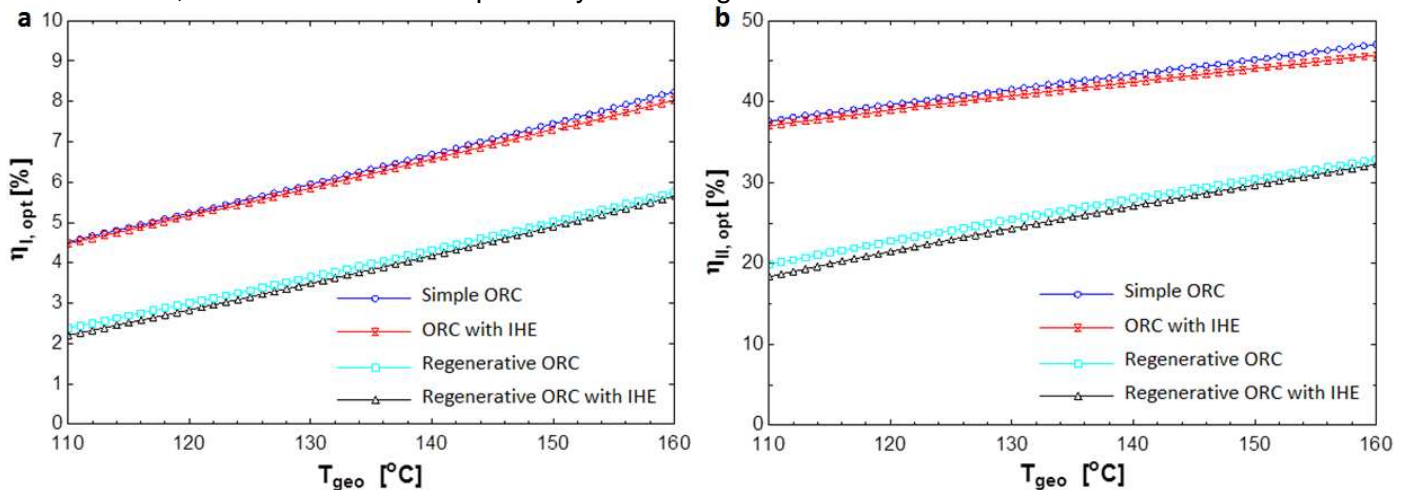 a
10
9
8
7
6
5
4
3
2
1
0
ηI, opt [%]
110 120 130 140 150 160
Tgeo [oC]
Simple ORC
ORC with IHE
Regenerative ORC
Regenerative ORC with IHE
b
50
40
30
20
10
0
ηII, opt [%]
110 120 130 140 150 160
Tgeo [oC]
Simple ORC
ORC with IHE
Regenerative ORC
Regenerative ORC with IHE